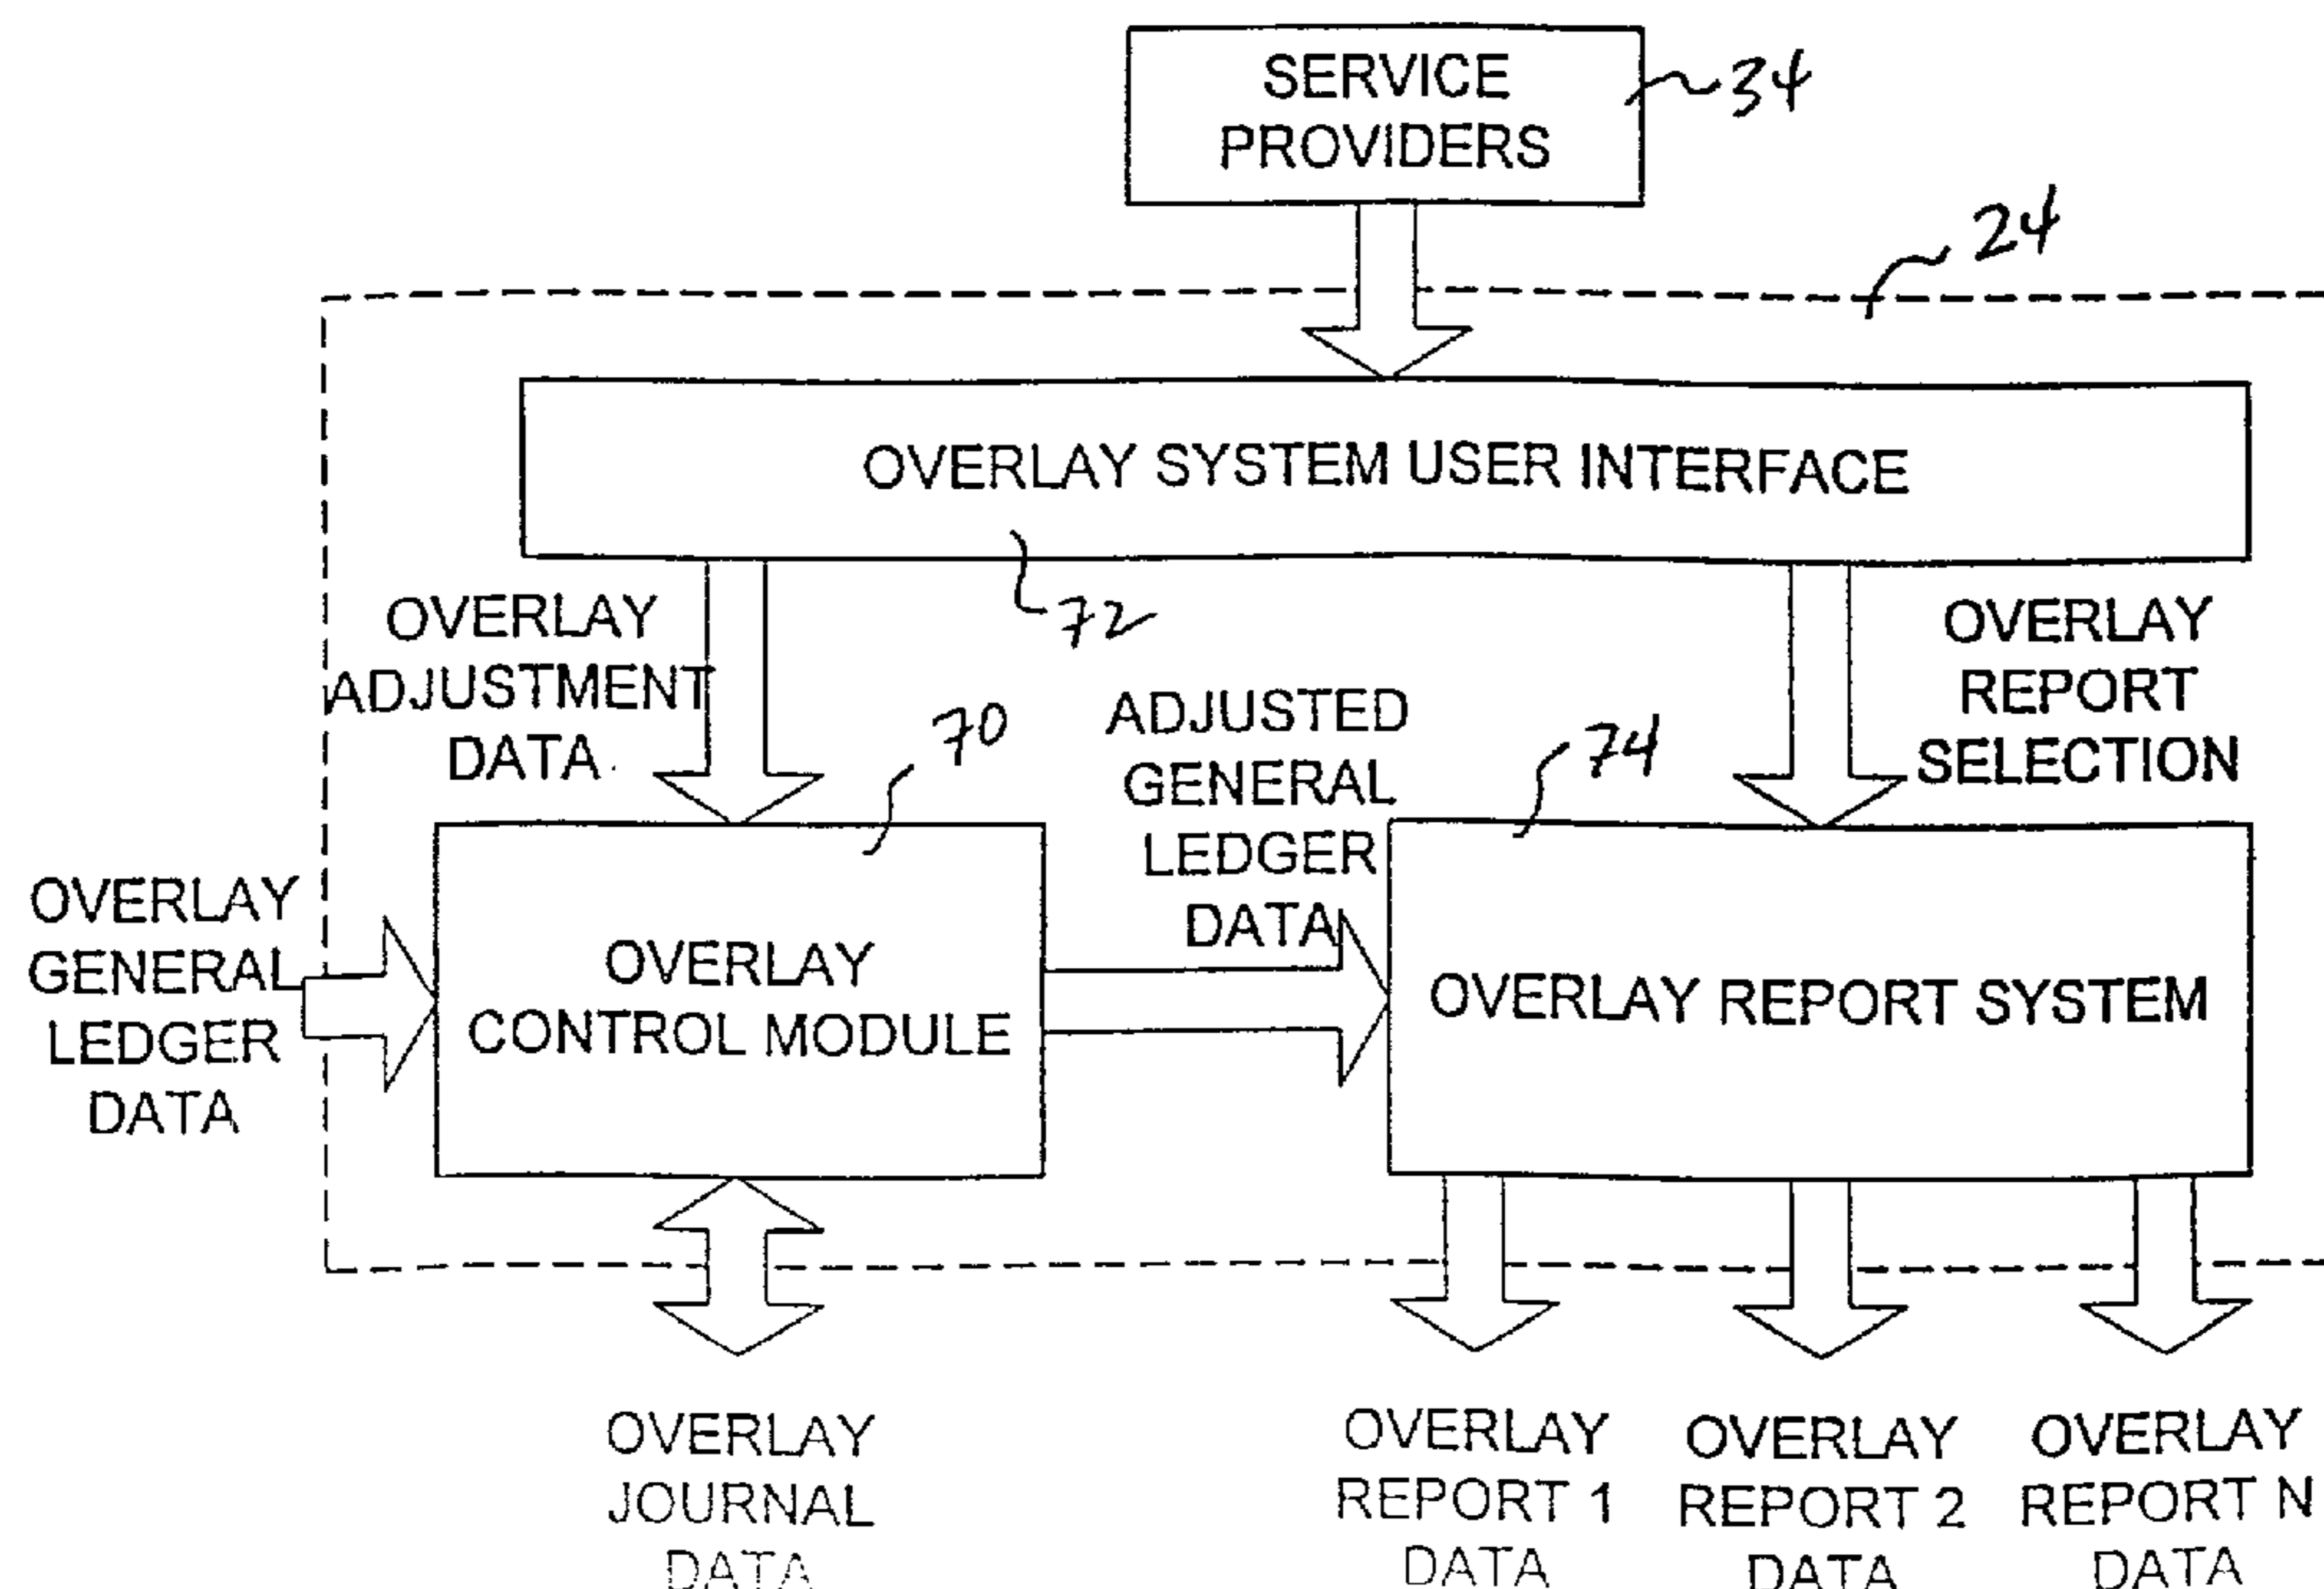 SERVICE
PROVIDERS
34
24
OVERLAY SYSTEM USER INTERFACE
72
OVERLAY
ADJUSTMENT
DATA
70
ADJUSTED
GENERAL
LEDGER
DATA
74
OVERLAY
REPORT
SELECTION
OVERLAY
GENERAL
LEDGER
DATA
OVERLAY
CONTROL MODULE
OVERLAY REPORT SYSTEM
OVERLAY
JOURNAL
DATA
OVERLAY
REPORT 1
DATA
OVERLAY
REPORT 2
DATA
OVERLAY
REPORT N
DATA